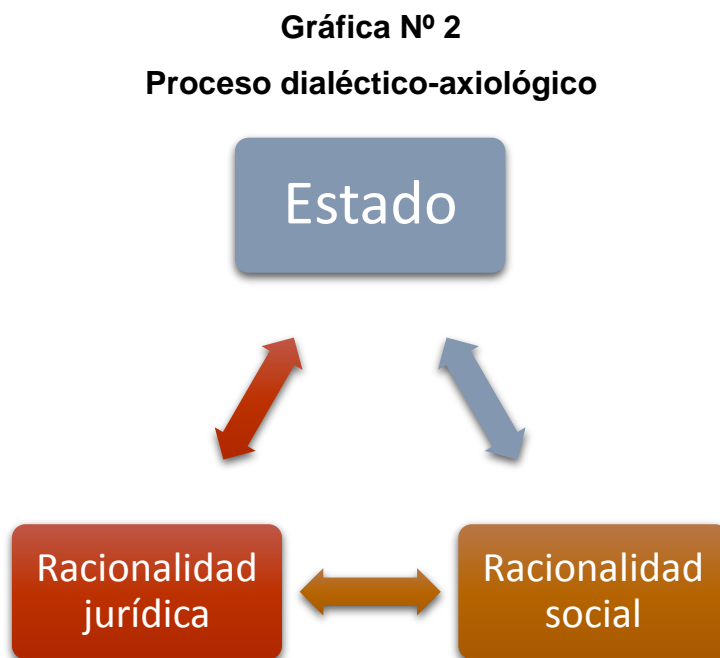 Gráfica Nº 2
Proceso dialéctico-axiológico
Estado
Racionalidad
jurídica
Racionalidad
social